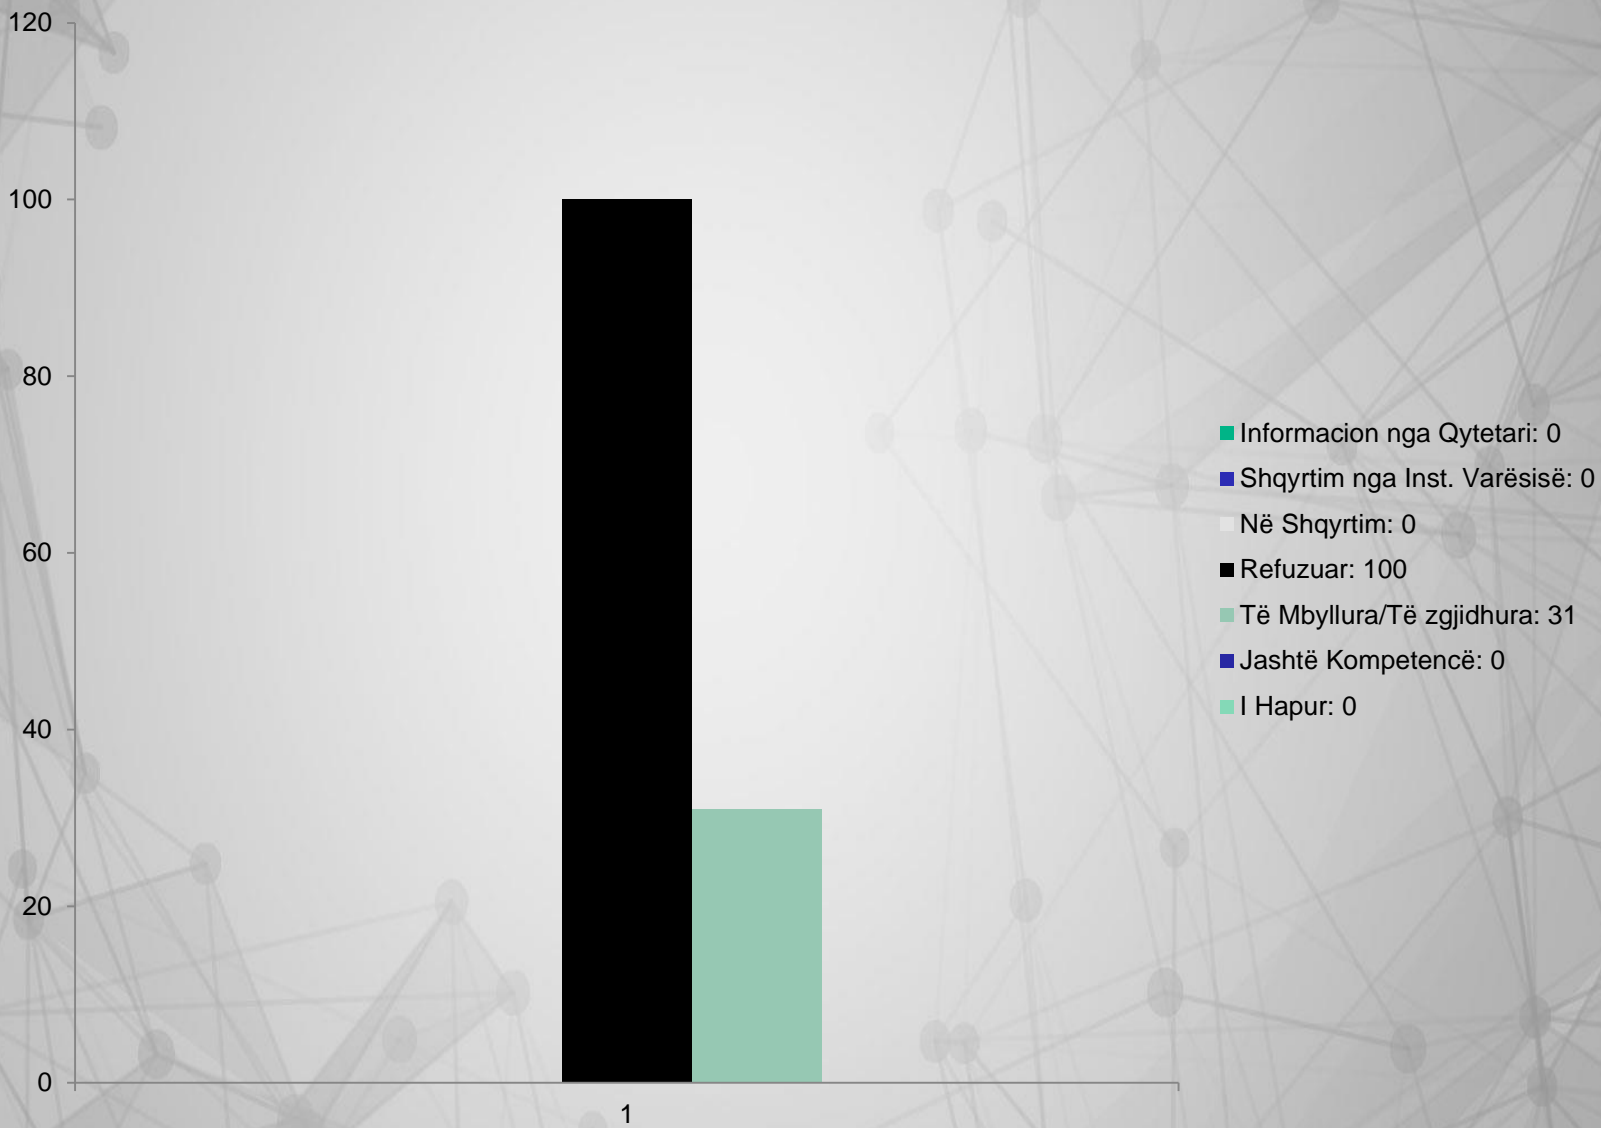 120
100
80
60
40
20
0
1
Informacion nga Qytetari: 0
Shqyrtim nga Inst. Varësisë: 0
Në Shqyrtim: 0
Refuzuar: 100
Të Mbyllura/Të zgjidhura: 31
Jashtë Kompetencë: 0
I Hapur: 0